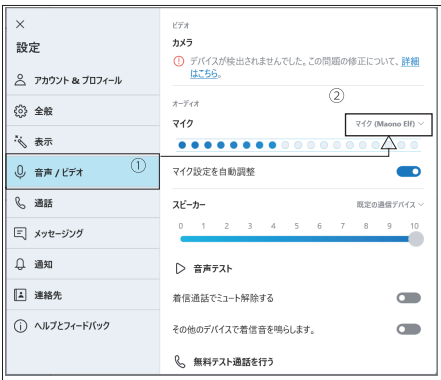 ×
設定
アカウント & プロフィール
全般
表示
音声 / ビデオ
①
通話
メッセージング
通知
連絡先
ヘルプとフィードバック
ビデオ
カメラ
デバイスが検出されませんでした。この問題の修正について、詳細
はこちら。
オーディオ
②
マイク
マイク (Maono Elf)
マイク設定を自動調整
スピーカー
既定の通信デバイス
0 1 2 3 4 5 6 7 8 9 10
音声テスト
着信通話でミュート解除する
その他のデバイスで着信音を鳴らします。
無料テスト通話を行う